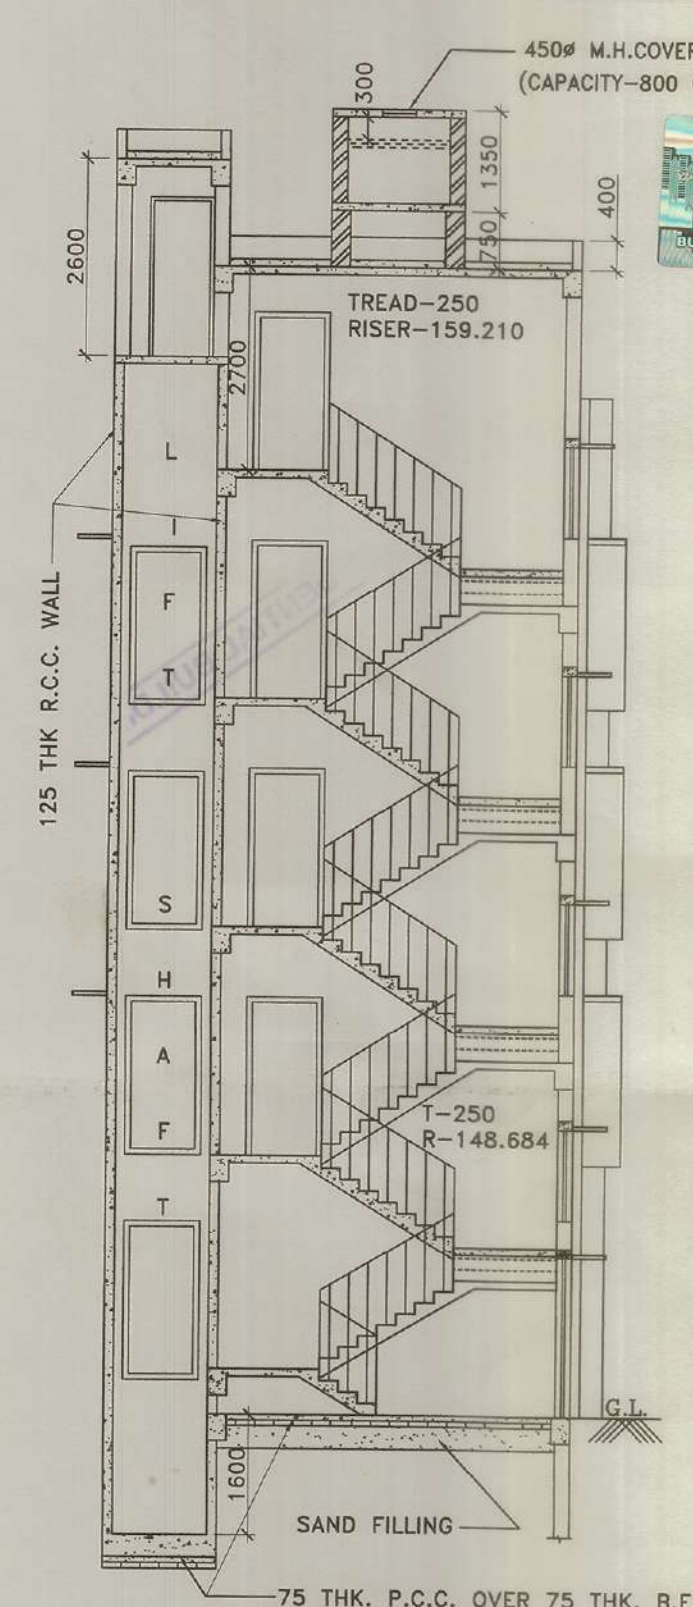 450ø M.H.COVER
(CAPACITY-800
300
1350
750
400
2600
TREAD-250
RISER-159.210
2700
L
I
F
T
125 THK R.C.C. WALL
S
H
A
F
T
T-250
R-148.684
G.L.
1600
SAND FILLING
75 THK. P.C.C. OVER 75 THK. B.F